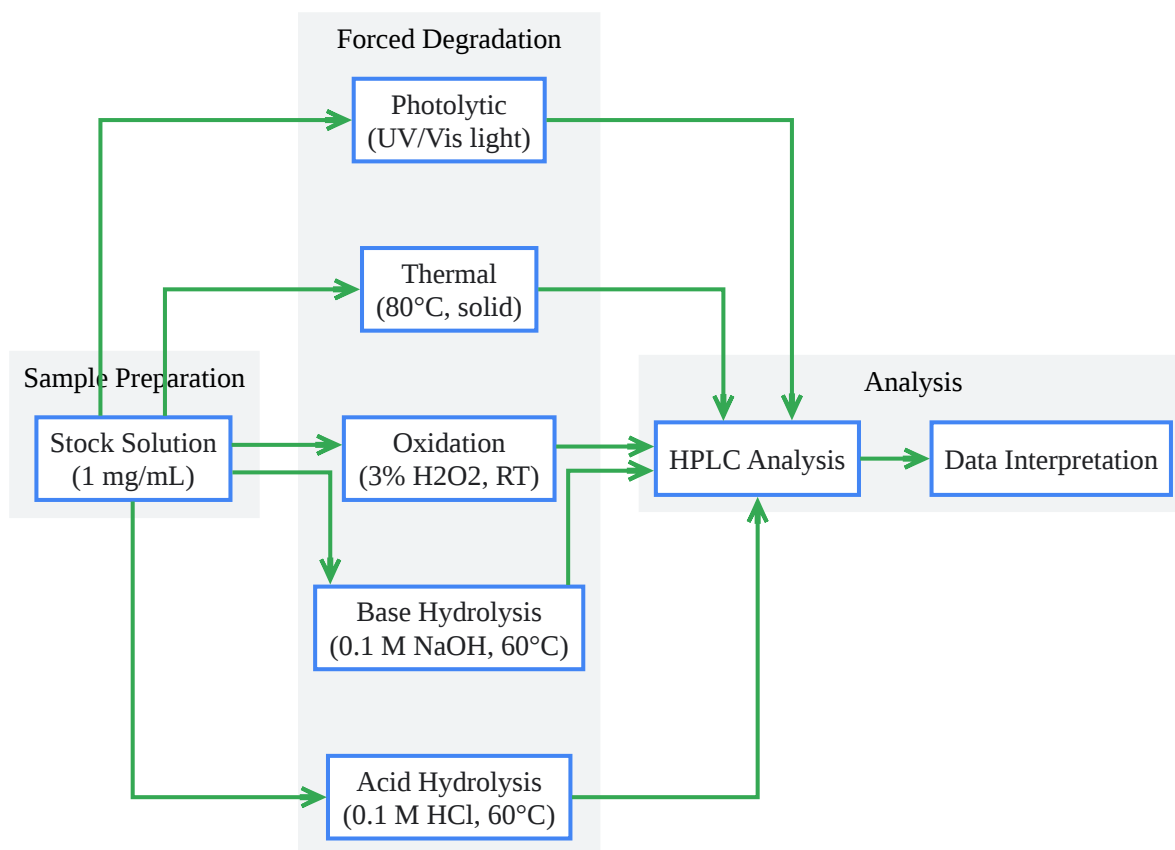 Forced Degradation
Photolytic
(UV/Vis light)
Thermal
(80°C, solid)
Sample Preparation
Analysis
Stock Solution
(1 mg/mL)
Oxidation
(3% H2O2, RT)
HPLC Analysis
Data Interpretation
Base Hydrolysis
(0.1 M NaOH, 60°C)
Acid Hydrolysis
(0.1 M HCl, 60°C)